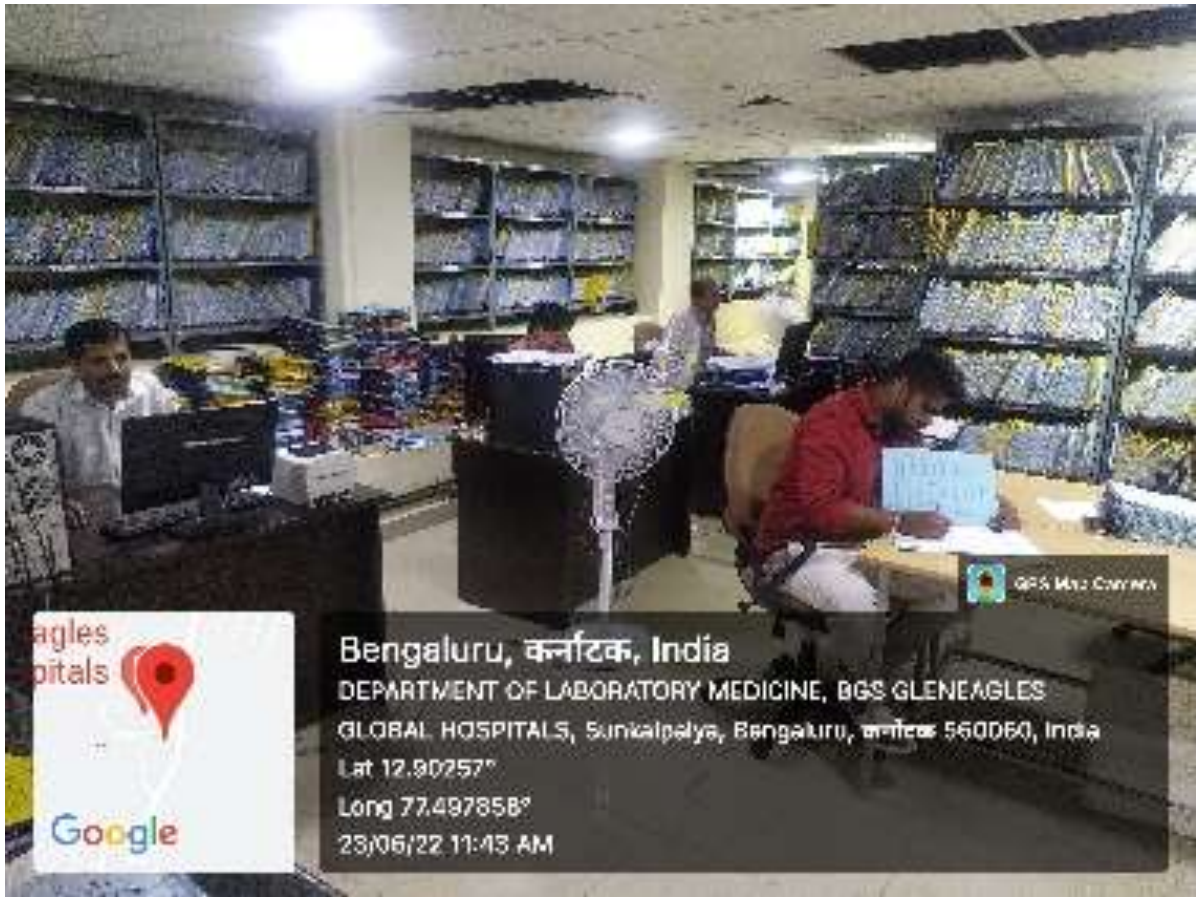 GPS Map Camera
agles
pitals
Google
Bengaluru, कर्नाटक, India
DEPARTMENT OF LABORATORY MEDICINE, BGS GLENEAGLES
GLOBAL HOSPITALS, Sunkalpalya, Bengaluru, कर्नाटक 560060, India
Lat 12.90257°
Long 77.497858°
23/06/22 11:43 AM